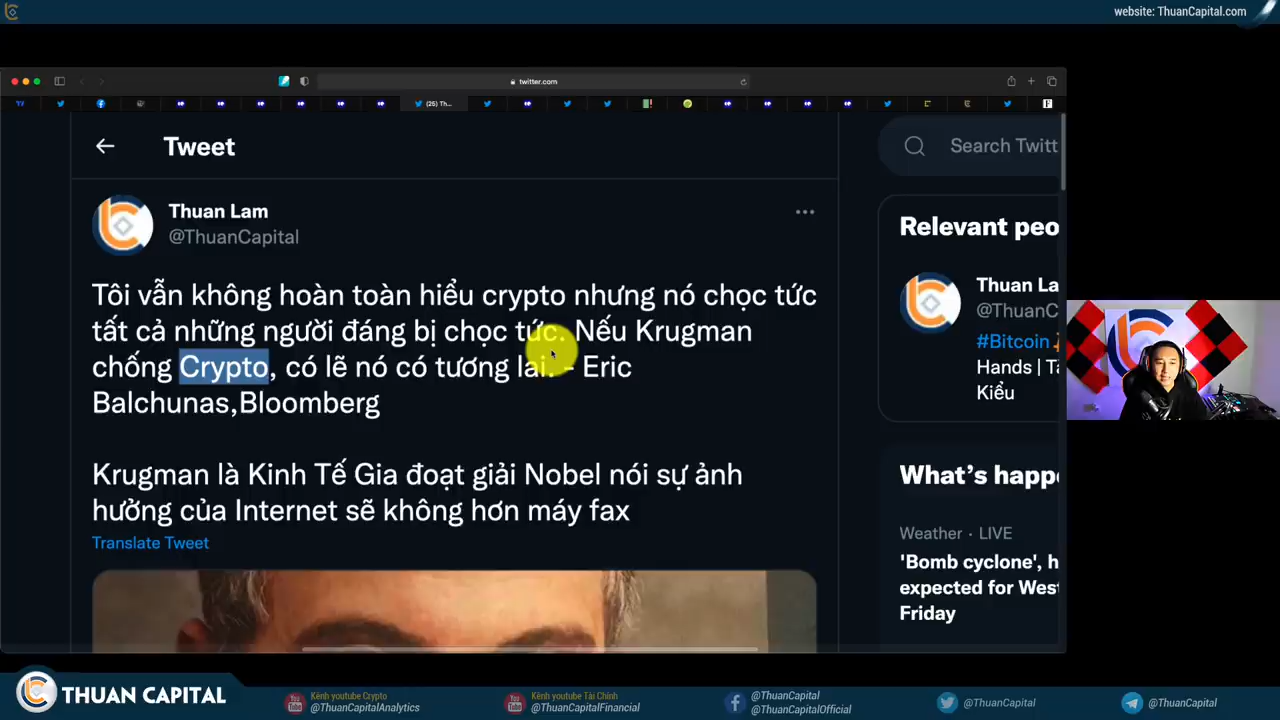 website: ThuanCapital.com
twitter.com
(25) Th...
Tweet
Search Twitt
Thuan Lam
@ThuanCapital
Tôi vẫn không hoàn toàn hiểu crypto nhưng nó chọc tức
tất cả những người đáng bị chọc tức. Nếu Krugman
chống Crypto, có lẽ nó có tương lai. - Eric
Balchunas,Bloomberg
Krugman là Kinh Tế Gia đoạt giải Nobel nói sự ảnh
hưởng của Internet sẽ không hơn máy fax
Translate Tweet
Relevant peo
Thuan La
@ThuanC
#Bitcoin
Hands | Tà
Kiểu
What's happe
Weather · LIVE
'Bomb cyclone', h
expected for West
Friday
THUAN CAPITAL
Kênh youtube Crypto
@ThuanCapitalAnalytics
Kênh youtube Tài Chính
@ThuanCapitalFinancial
@ThuanCapital
@ThuanCapitalOfficial
@ThuanCapital
@ThuanCapital